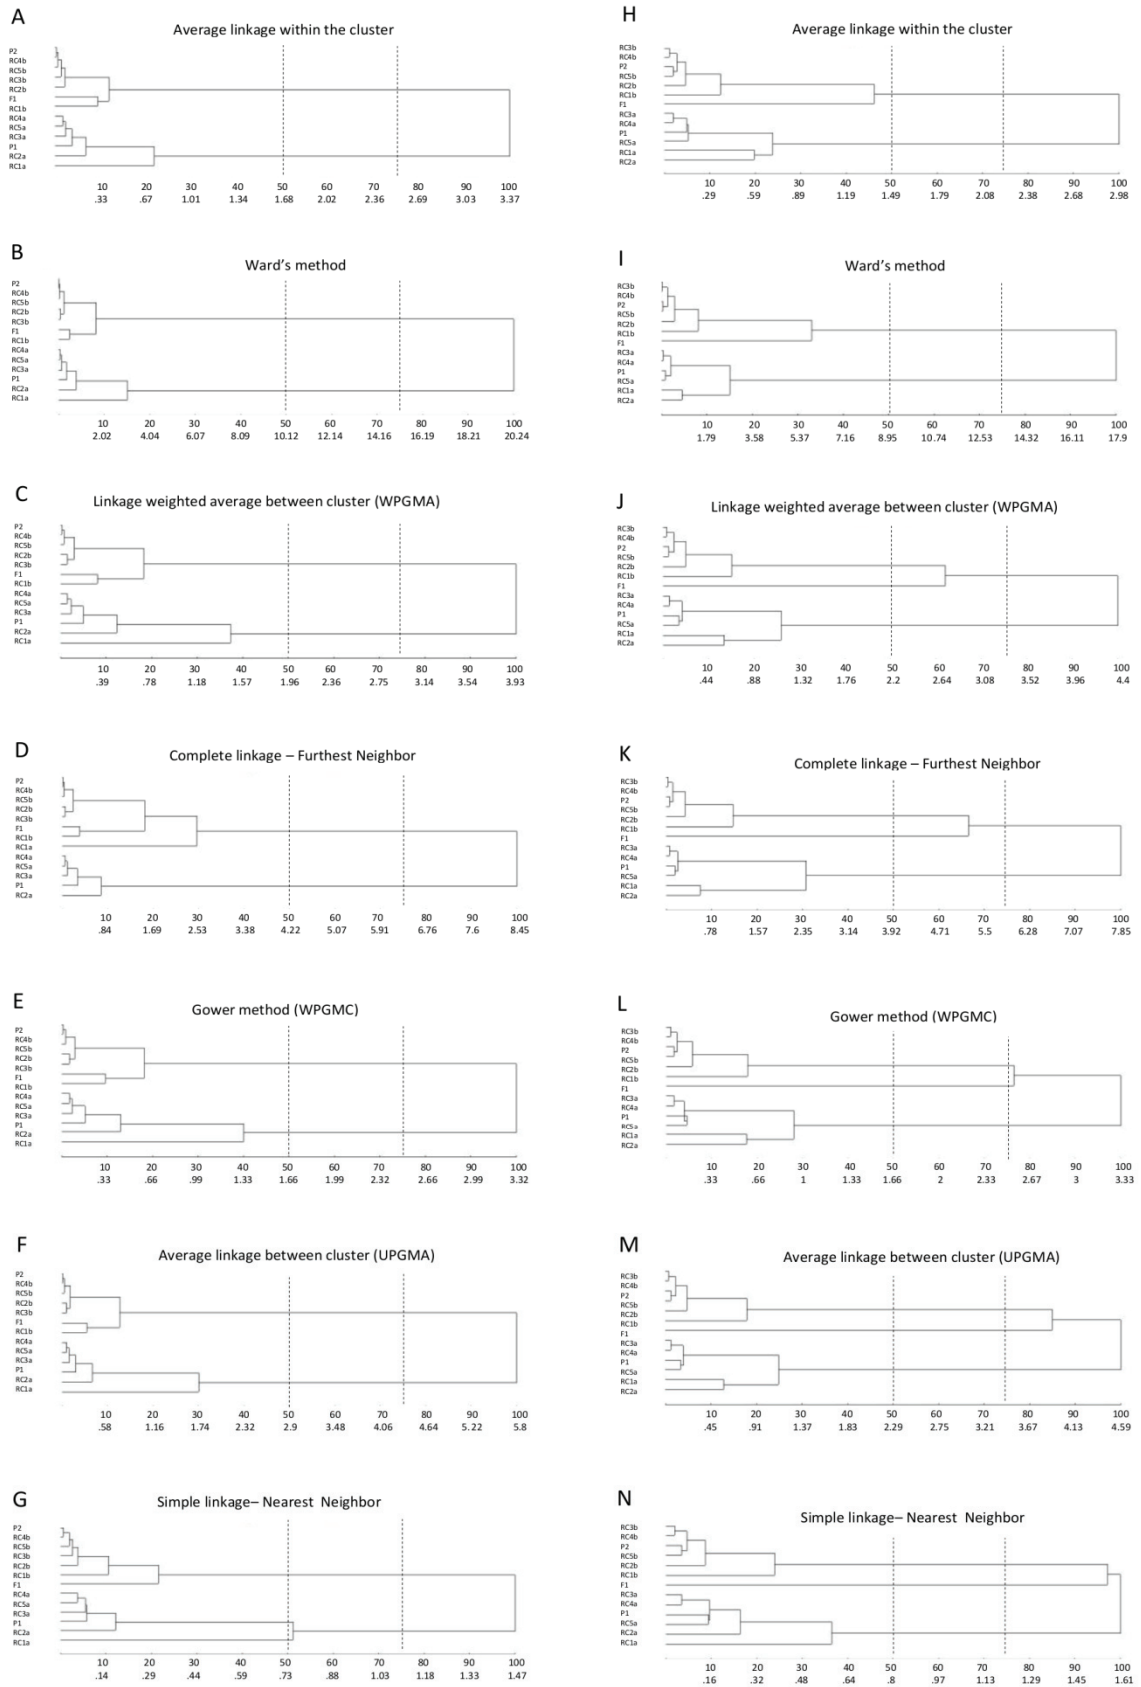 A
Average linkage within the cluster
P2
RC4b
RC5b
RC3b
RC2b
F1
RC1b
RC4a
RC5a
RC3a
P1
RC2a
RC1a
10 20 30 40 50 60 70 80 90 100
.33 .67 1.01 1.34 1.68 2.02 2.36 2.69 3.03 3.37
B
Ward's method
P2
RC4b
RC5b
RC2b
RC3b
F1
RC1b
RC4a
RC5a
RC3a
P1
RC2a
RC1a
10 20 30 40 50 60 70 80 90 100
2.02 4.04 6.07 8.09 10.12 12.14 14.16 16.19 18.21 20.24
C
Linkage weighted average between cluster (WPGMA)
P2
RC4b
RC5b
RC2b
RC3b
F1
RC1b
RC4a
RC5a
RC3a
P1
RC2a
RC1a
10 20 30 40 50 60 70 80 90 100
.39 .78 1.18 1.57 1.96 2.36 2.75 3.14 3.54 3.93
D
Complete linkage – Furthest Neighbor
P2
RC4b
RC5b
RC2b
RC3b
F1
RC1b
RC1a
RC4a
RC5a
RC3a
P1
RC2a
10 20 30 40 50 60 70 80 90 100
.84 1.69 2.53 3.38 4.22 5.07 5.91 6.76 7.6 8.45
E
Gower method (WPGMC)
P2
RC4b
RC5b
RC2b
RC3b
F1
RC1b
RC4a
RC5a
RC3a
P1
RC2a
RC1a
10 20 30 40 50 60 70 80 90 100
.33 .66 .99 1.33 1.66 1.99 2.32 2.66 2.99 3.32
F
Average linkage between cluster (UPGMA)
P2
RC4b
RC5b
RC2b
RC3b
F1
RC1b
RC4a
RC5a
RC3a
P1
RC2a
RC1a
10 20 30 40 50 60 70 80 90 100
.58 1.16 1.74 2.32 2.9 3.48 4.06 4.64 5.22 5.8
G
Simple linkage– Nearest Neighbor
P2
RC4b
RC5b
RC3b
RC2b
RC1b
F1
RC4a
RC5a
RC3a
P1
RC2a
RC1a
10 20 30 40 50 60 70 80 90 100
.14 .29 .44 .59 .73 .88 1.03 1.18 1.33 1.47
H
Average linkage within the cluster
RC3b
RC4b
P2
RC5b
RC2b
RC1b
F1
RC3a
RC4a
P1
RC5a
RC1a
RC2a
10 20 30 40 50 60 70 80 90 100
.29 .59 .89 1.19 1.49 1.79 2.08 2.38 2.68 2.98
I
Ward's method
RC3b
RC4b
P2
RC5b
RC2b
RC1b
F1
RC3a
RC4a
P1
RC5a
RC1a
RC2a
10 20 30 40 50 60 70 80 90 100
1.79 3.58 5.37 7.16 8.95 10.74 12.53 14.32 16.11 17.9
J
Linkage weighted average between cluster (WPGMA)
RC3b
RC4b
P2
RC5b
RC2b
RC1b
F1
RC3a
RC4a
P1
RC5a
RC1a
RC2a
10 20 30 40 50 60 70 80 90 100
.44 .88 1.32 1.76 2.2 2.64 3.08 3.52 3.96 4.4
K
Complete linkage – Furthest Neighbor
RC3b
RC4b
P2
RC5b
RC2b
RC1b
F1
RC3a
RC4a
P1
RC5a
RC1a
RC2a
10 20 30 40 50 60 70 80 90 100
.78 1.57 2.35 3.14 3.92 4.71 5.5 6.28 7.07 7.85
L
Gower method (WPGMC)
RC3b
RC4b
P2
RC5b
RC2b
RC1b
F1
RC3a
RC4a
P1
RC5a
RC1a
RC2a
10 20 30 40 50 60 70 80 90 100
.33 .66 1 1.33 1.66 2 2.33 2.67 3 3.33
M
Average linkage between cluster (UPGMA)
RC3b
RC4b
P2
RC5b
RC2b
RC1b
F1
RC3a
RC4a
P1
RC5a
RC1a
RC2a
10 20 30 40 50 60 70 80 90 100
.45 .91 1.37 1.83 2.29 2.75 3.21 3.67 4.13 4.59
N
Simple linkage– Nearest Neighbor
RC3b
RC4b
P2
RC5b
RC2b
RC1b
F1
RC3a
RC4a
P1
RC5a
RC2a
RC1a
10 20 30 40 50 60 70 80 90 100
.16 .32 .48 .64 .8 .97 1.13 1.29 1.45 1.61